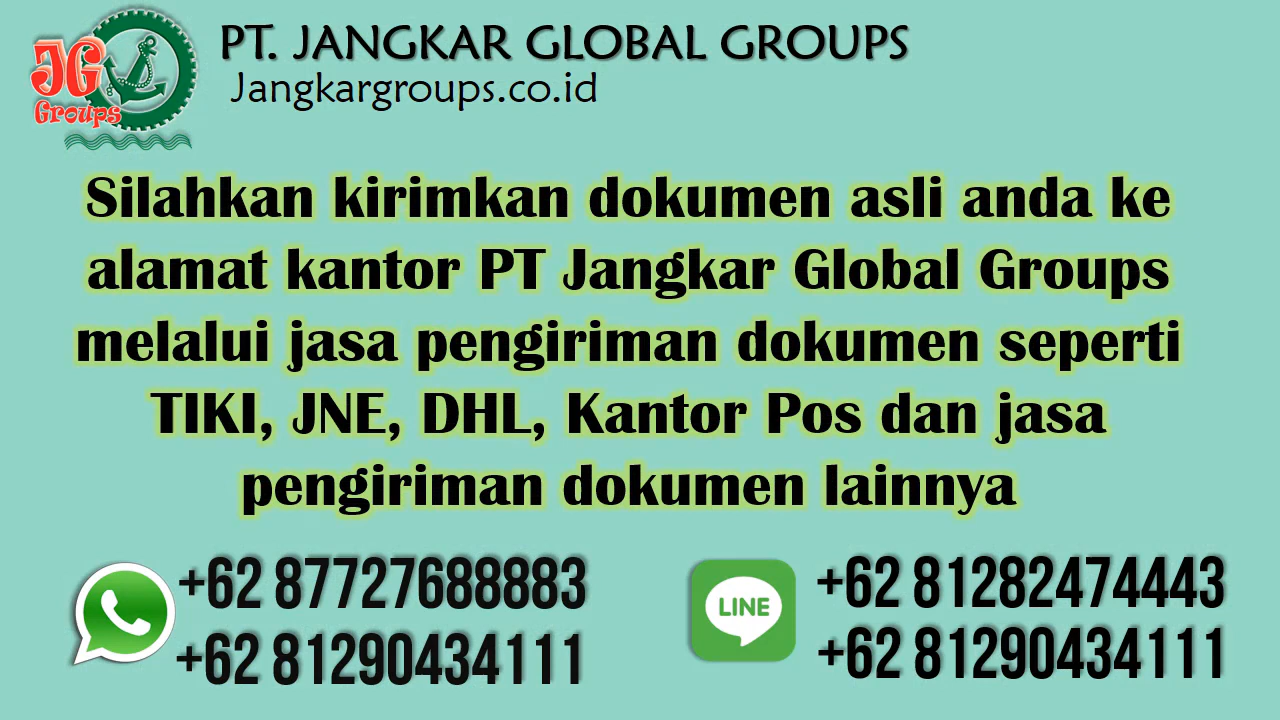 JG
Groups
PT. JANGKAR GLOBAL GROUPS
Jangkargroups.co.id
Silahkan kirimkan dokumen asli anda ke
alamat kantor PT Jangkar Global Groups
melalui jasa pengiriman dokumen seperti
TIKI, JNE, DHL, Kantor Pos dan jasa
pengiriman dokumen lainnya
+62 87727688883
+62 81290434111
LINE
+62 81282474443
+62 81290434111